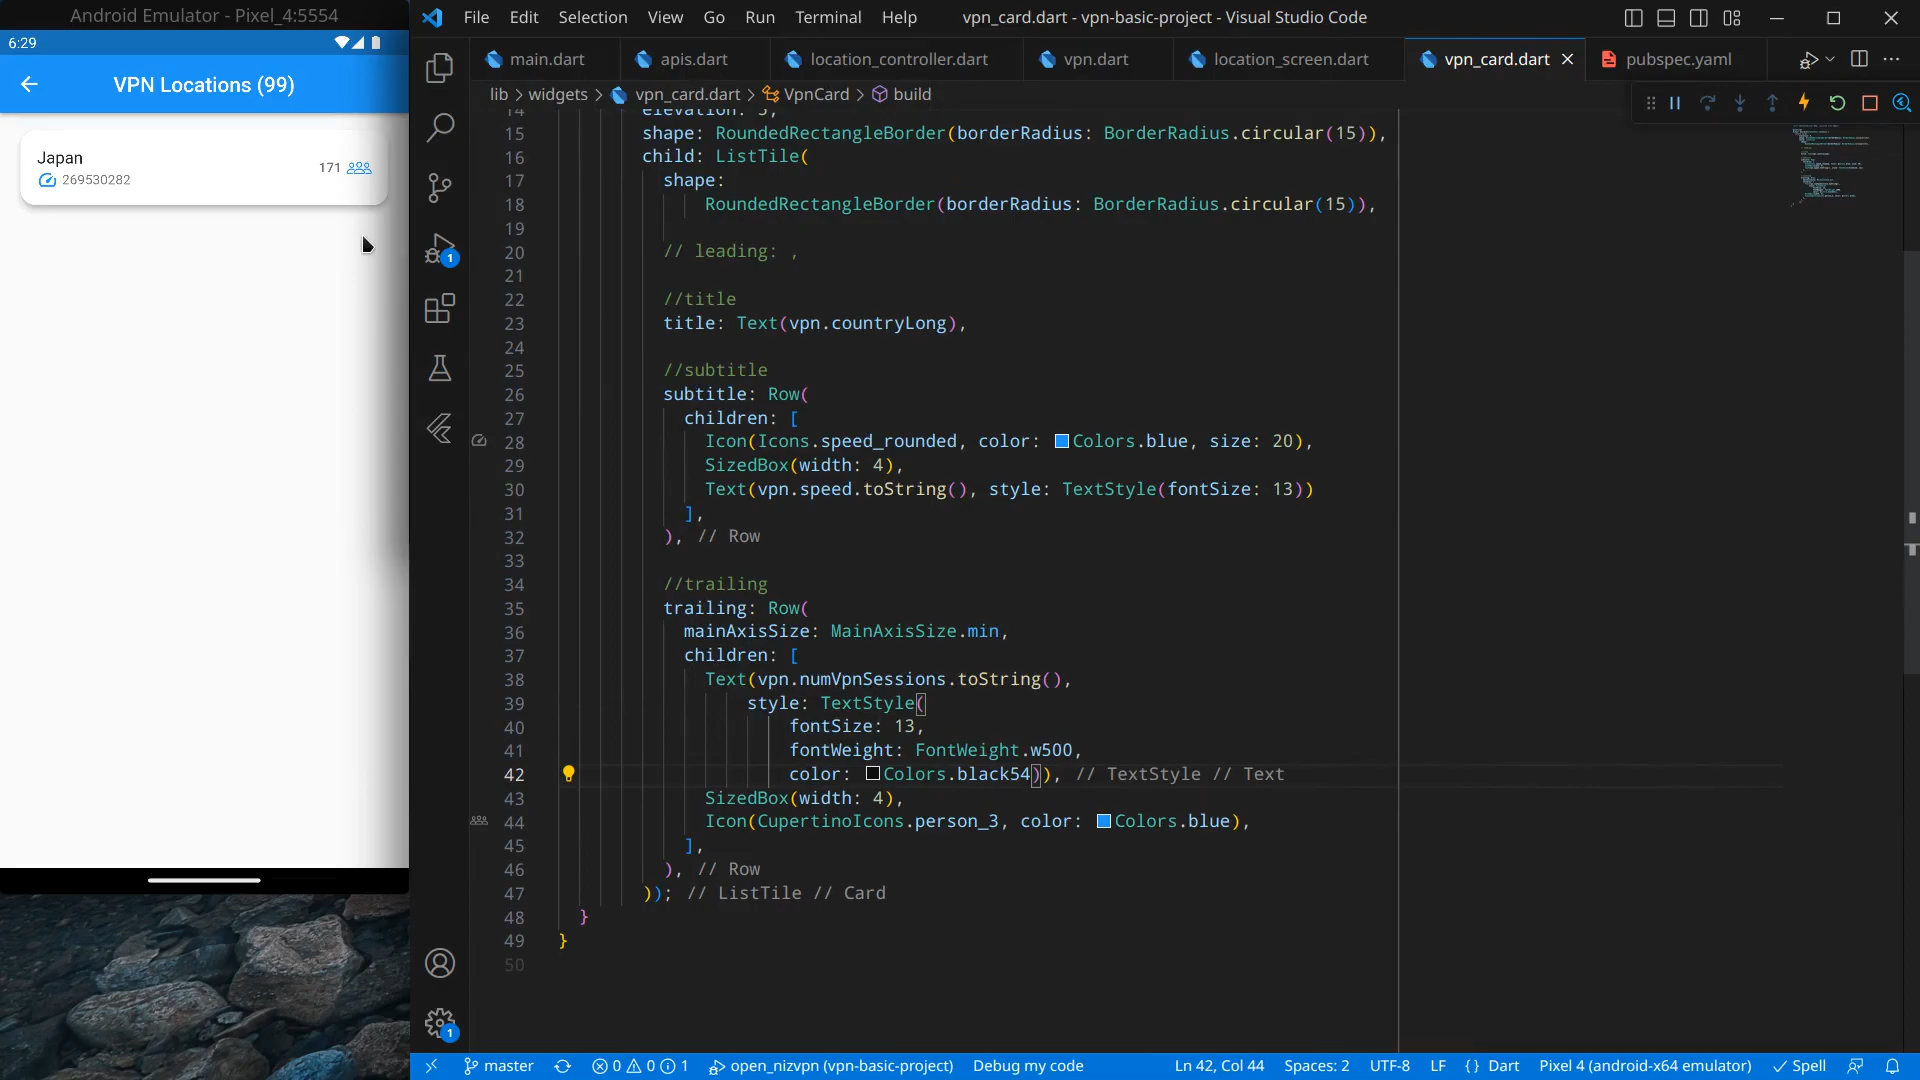 Android Emulator - Pixel_4:5554
6:29
VPN Locations (99)
Japan
269530282
171
File Edit Selection View Go Run Terminal Help
vpn_card.dart - vpn-basic-project - Visual Studio Code
main.dart apis.dart location_controller.dart vpn.dart location_screen.dart vpn_card.dart pubspec.yaml
lib > widgets > vpn_card.dart > VpnCard > build
14 elevation: 5,
15 shape: RoundedRectangleBorder(borderRadius: BorderRadius.circular(15)),
16 child: ListTile(
17 shape:
18 RoundedRectangleBorder(borderRadius: BorderRadius.circular(15)),
19
20 // leading: ,
21
22 //title
23 title: Text(vpn.countryLong),
24
25 //subtitle
26 subtitle: Row(
27 children: [
28 Icon(Icons.speed_rounded, color: Colors.blue, size: 20),
29 SizedBox(width: 4),
30 Text(vpn.speed.toString(), style: TextStyle(fontSize: 13))
31 ],
32 ), // Row
33
34 //trailing
35 trailing: Row(
36 mainAxisSize: MainAxisSize.min,
37 children: [
38 Text(vpn.numVpnSessions.toString(),
39 style: TextStyle(
40 fontSize: 13,
41 fontWeight: FontWeight.w500,
42 color: Colors.black54)), // TextStyle // Text
43 SizedBox(width: 4),
44 Icon(CupertinoIcons.person_3, color: Colors.blue),
45 ],
46 ), // Row
47 )); // ListTile // Card
48 }
49 }
50
1
1
master 0 0 1 open_nizvpn (vpn-basic-project) Debug my code Ln 42, Col 44 Spaces: 2 UTF-8 LF {} Dart Pixel 4 (android-x64 emulator) Spell